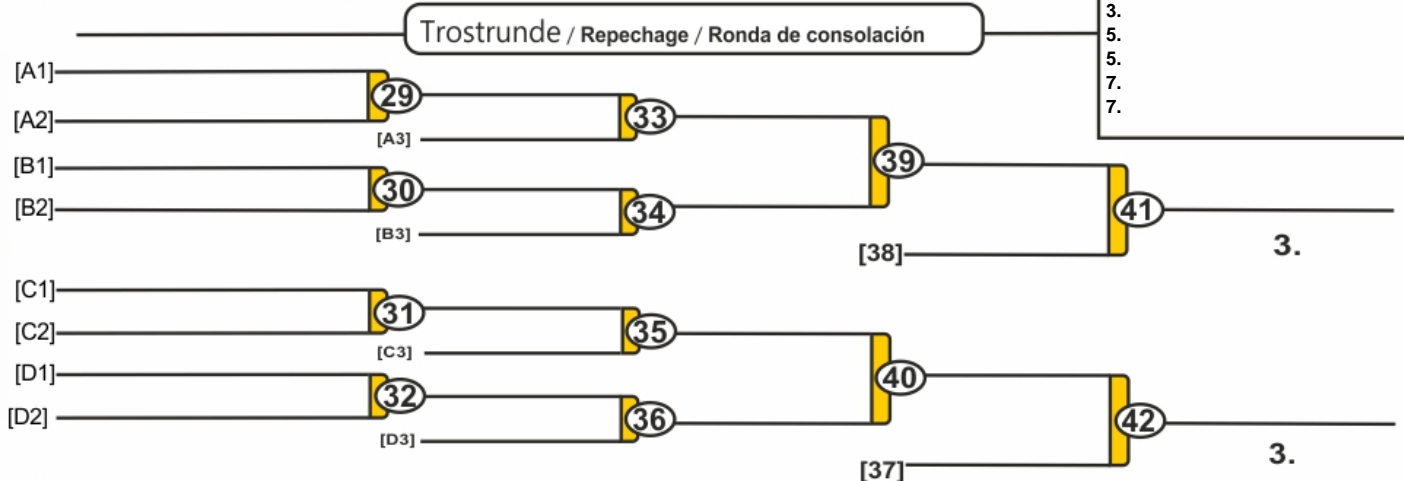 3.
5.
5.
7.
7.
Trostrunde / Repechage / Ronda de consolación
[A1]
29
[A2]
[A3]
33
[B1]
30
[B2]
[B3]
34
39
[38]
41
3.
[C1]
31
[C2]
[C3]
35
[D1]
32
[D2]
[D3]
36
40
[37]
42
3.